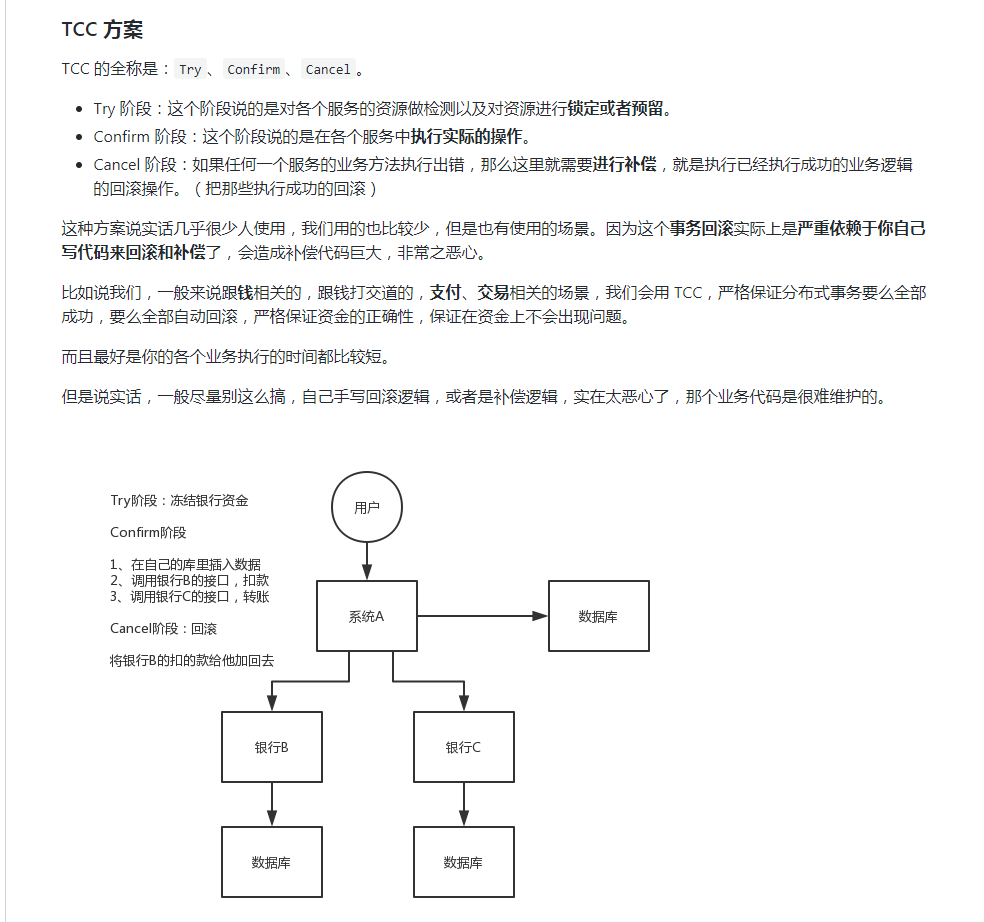 TCC 方案
TCC 的全称是：Try 、 Confirm 、 Cancel 。
Try 阶段：这个阶段说的是对各个服务的资源做检测以及对资源进行锁定或者预留。
Confirm 阶段：这个阶段说的是在各个服务中执行实际的操作。
Cancel 阶段：如果任何一个服务的业务方法执行出错，那么这里就需要进行补偿，就是执行已经执行成功的业务逻辑
的回滚操作。（把那些执行成功的回滚）
这种方案说实话几乎很少人使用，我们用的也比较少，但是也有使用的场景。因为这个事务回滚实际上是严重依赖于你自己
写代码来回滚和补偿了，会造成补偿代码巨大，非常之恶心。
比如说我们，一般来说跟钱相关的，跟钱打交道的，支付、交易相关的场景，我们会用 TCC，严格保证分布式事务要么全部
成功，要么全部自动回滚，严格保证资金的正确性，保证在资金上不会出现问题。
而且最好是你的各个业务执行的时间都比较短。
但是说实话，一般尽量别这么搞，自己手写回滚逻辑，或者是补偿逻辑，实在太恶心了，那个业务代码是很难维护的。
Try阶段：冻结银行资金
Confirm阶段
1、在自己的库里插入数据
2、调用银行B的接口，扣款
3、调用银行C的接口，转账
Cancel阶段：回滚
将银行B的扣的款给他加回去
用户
系统A
数据库
银行B
银行C
数据库
数据库